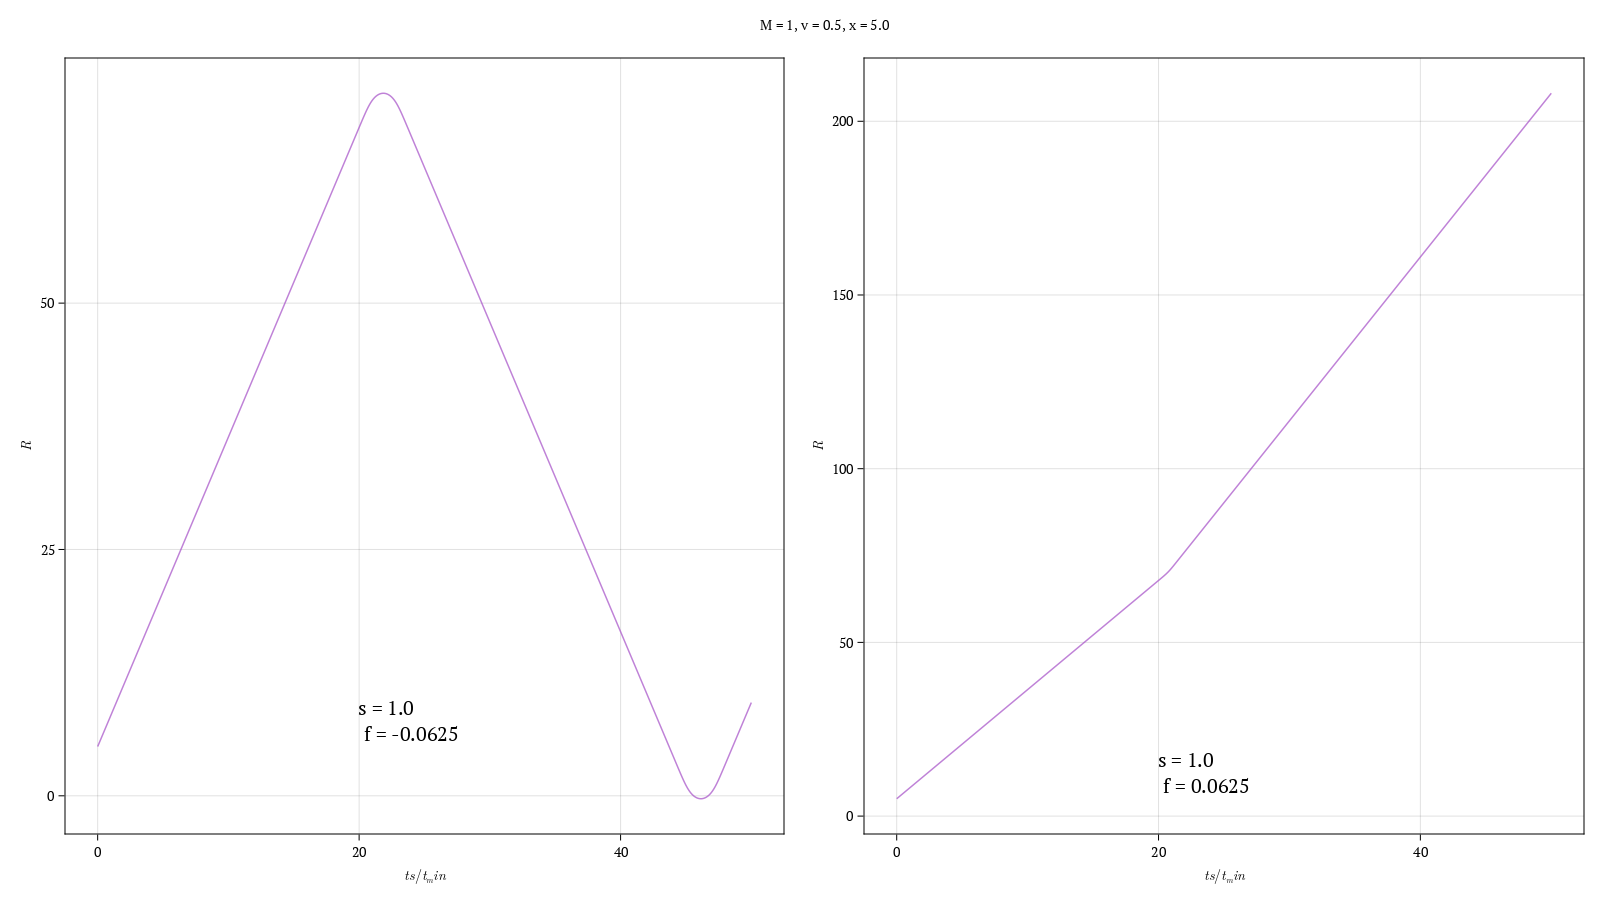 M = 1, v = 0.5, x = 5.0
50
25
0
R
s = 1.0
f = -0.0625
0
20
40
ts/t_min
200
150
100
50
0
R
s = 1.0
f = 0.0625
0
20
40
ts/t_min